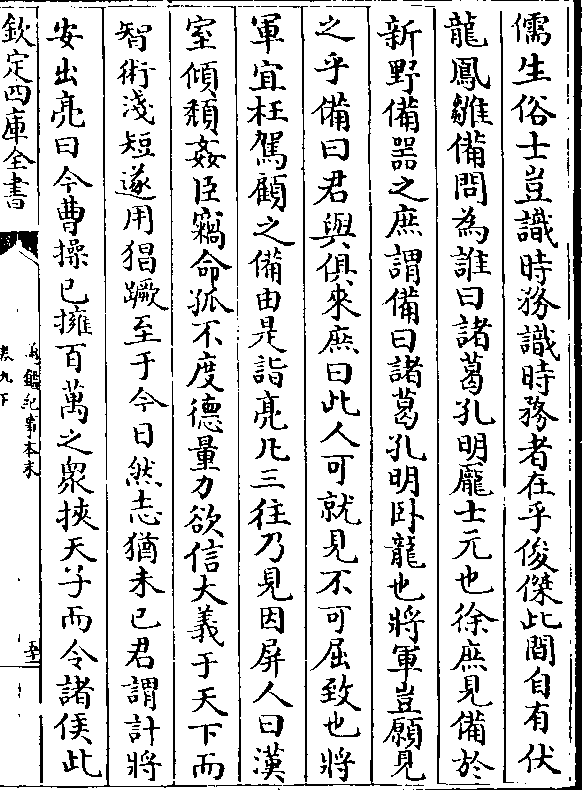 儒生俗士豈識時務識時務者在乎俊傑此間自有伏
龍鳳雛備問為誰曰諸葛孔明龐士元也徐庶見備於
新野備器之庶謂備曰諸葛孔明卧龍也將軍豈願見
之乎備曰君與俱來庶曰此人可就見不可屈致也將
軍宜枉駕顧之備由是詣亮凡三往乃見因屏人曰漢
室傾頹姦臣竊命孤不度德量力欲信大義于天下而
智術淺短遂用猖蹶至于今日然志猶未已君謂計將
安出亮曰今曹操已擁百萬之衆挾天子而令諸侯此
欽定四庫全書
鑑紀事本末
卷九下